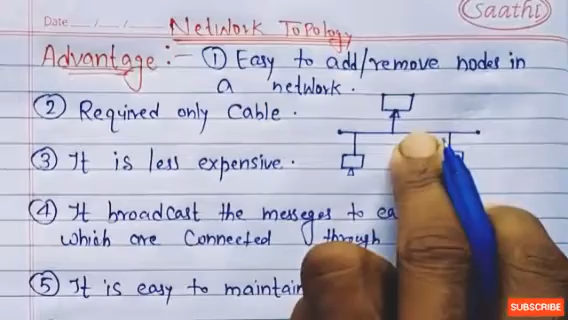 Saathi
Date ...../...../.....
Network Topology
Advantage :- ① Easy to add/remove nodes in
a network.
② Required only Cable.
③ It is less expensive.
④ It broadcast the messeges to
which are Connected through
⑤ It is easy to maintain
SUBSCRIBE